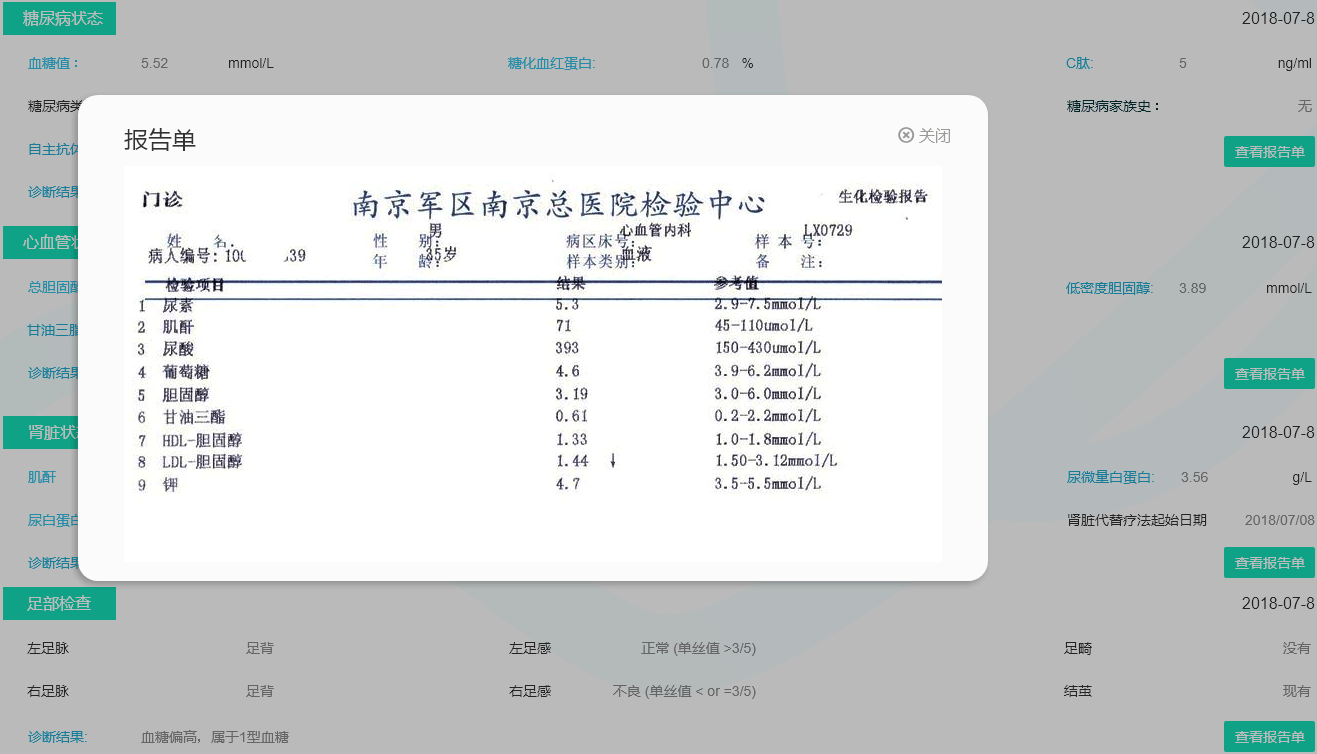 糖尿病状态 2018-07-8
血糖值： 5.52 mmol/L 糖化血红蛋白: 0.78 % C肽: 5 ng/ml
糖尿病类 糖尿病家族史： 无
自主抗体 查看报告单
诊断结果
心血管状 2018-07-8
总胆固醇 低密度胆固醇: 3.89 mmol/L
甘油三酯
诊断结果 查看报告单
肾脏状态 2018-07-8
肌酐 尿微量白蛋白: 3.56 g/L
尿白蛋白 肾脏代替疗法起始日期 2018/07/08
诊断结果 查看报告单
报告单 关闭
门诊 南京军区南京总医院检验中心 生化检验报告
姓 名: 性 别: 男 病区床号: 心血管内科 样 本 号: LX0729
病人编号: 100 39 年 龄: 35岁 样本类别: 血液 备 注:
检验项目 结果 参考值
1 尿素 5.3 2.9-7.5mmol/L
2 肌酐 71 45-110umol/L
3 尿酸 393 150-430umol/L
4 葡萄糖 4.6 3.9-6.2mmol/L
5 胆固醇 3.19 3.0-6.0mmol/L
6 甘油三酯 0.61 0.2-2.2mmol/L
7 HDL-胆固醇 1.33 1.0-1.8mmol/L
8 LDL-胆固醇 1.44 ↓ 1.50-3.12mmol/L
9 钾 4.7 3.5-5.5mmol/L
足部检查 2018-07-8
左足脉 足背 左足感 正常 (单丝值 >3/5) 足畸 没有
右足脉 足背 右足感 不良 (单丝值 < or =3/5) 结茧 现有
诊断结果: 血糖偏高，属于1型血糖 查看报告单